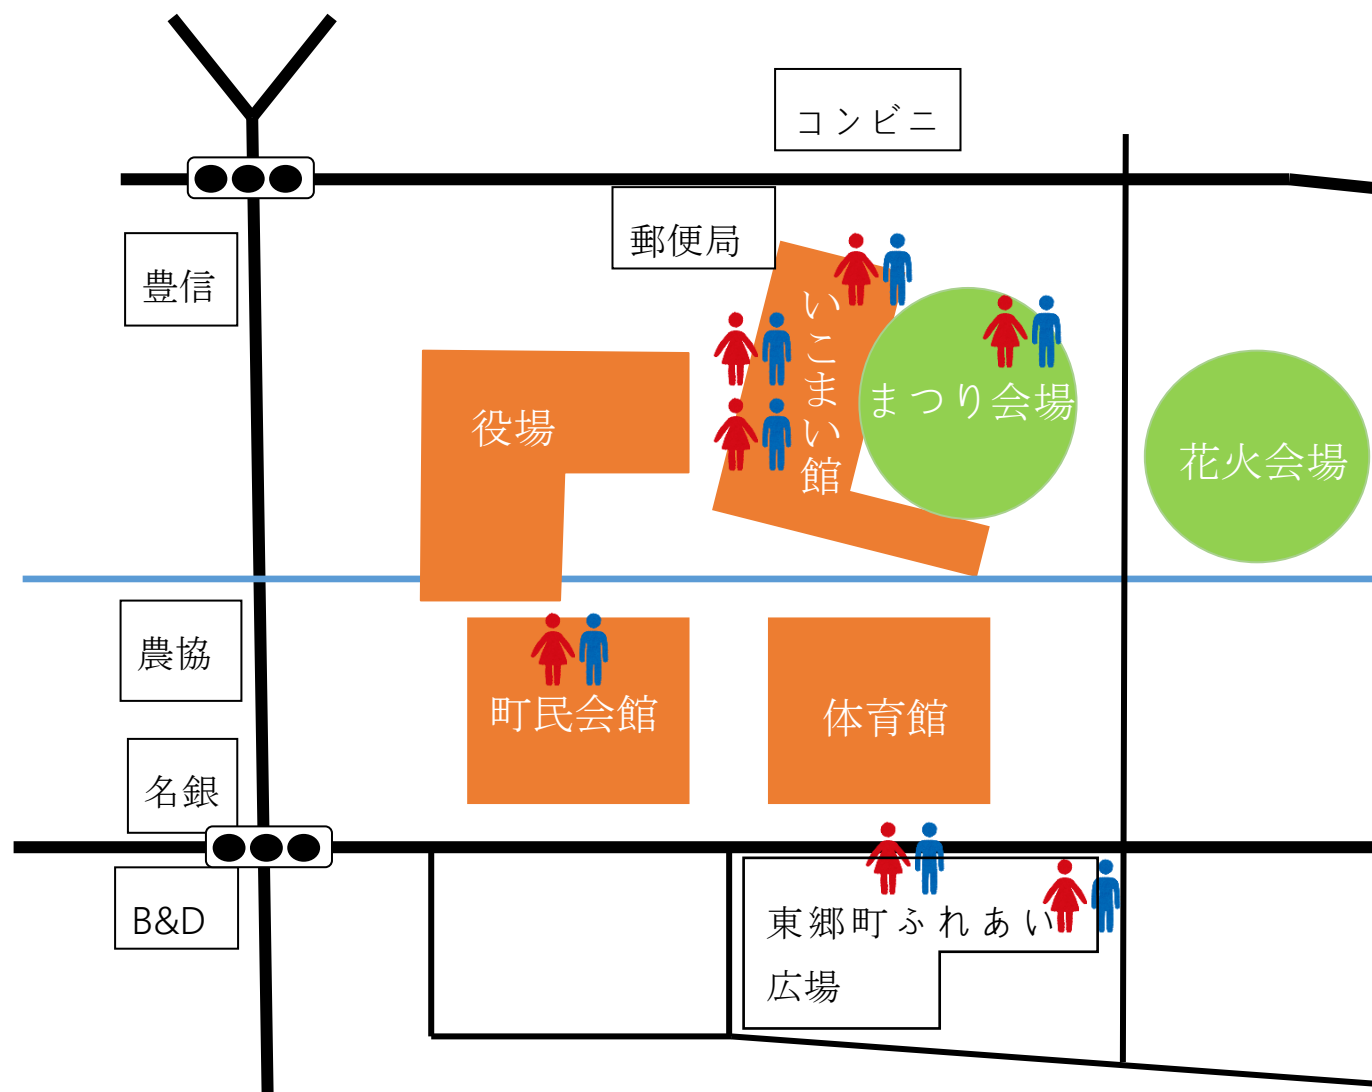 コンビニ
郵便局
豊信
いこまい館
まつり会場
役場
花火会場
農協
町民会館
体育館
名銀
B&D
東郷町ふれあい
広場